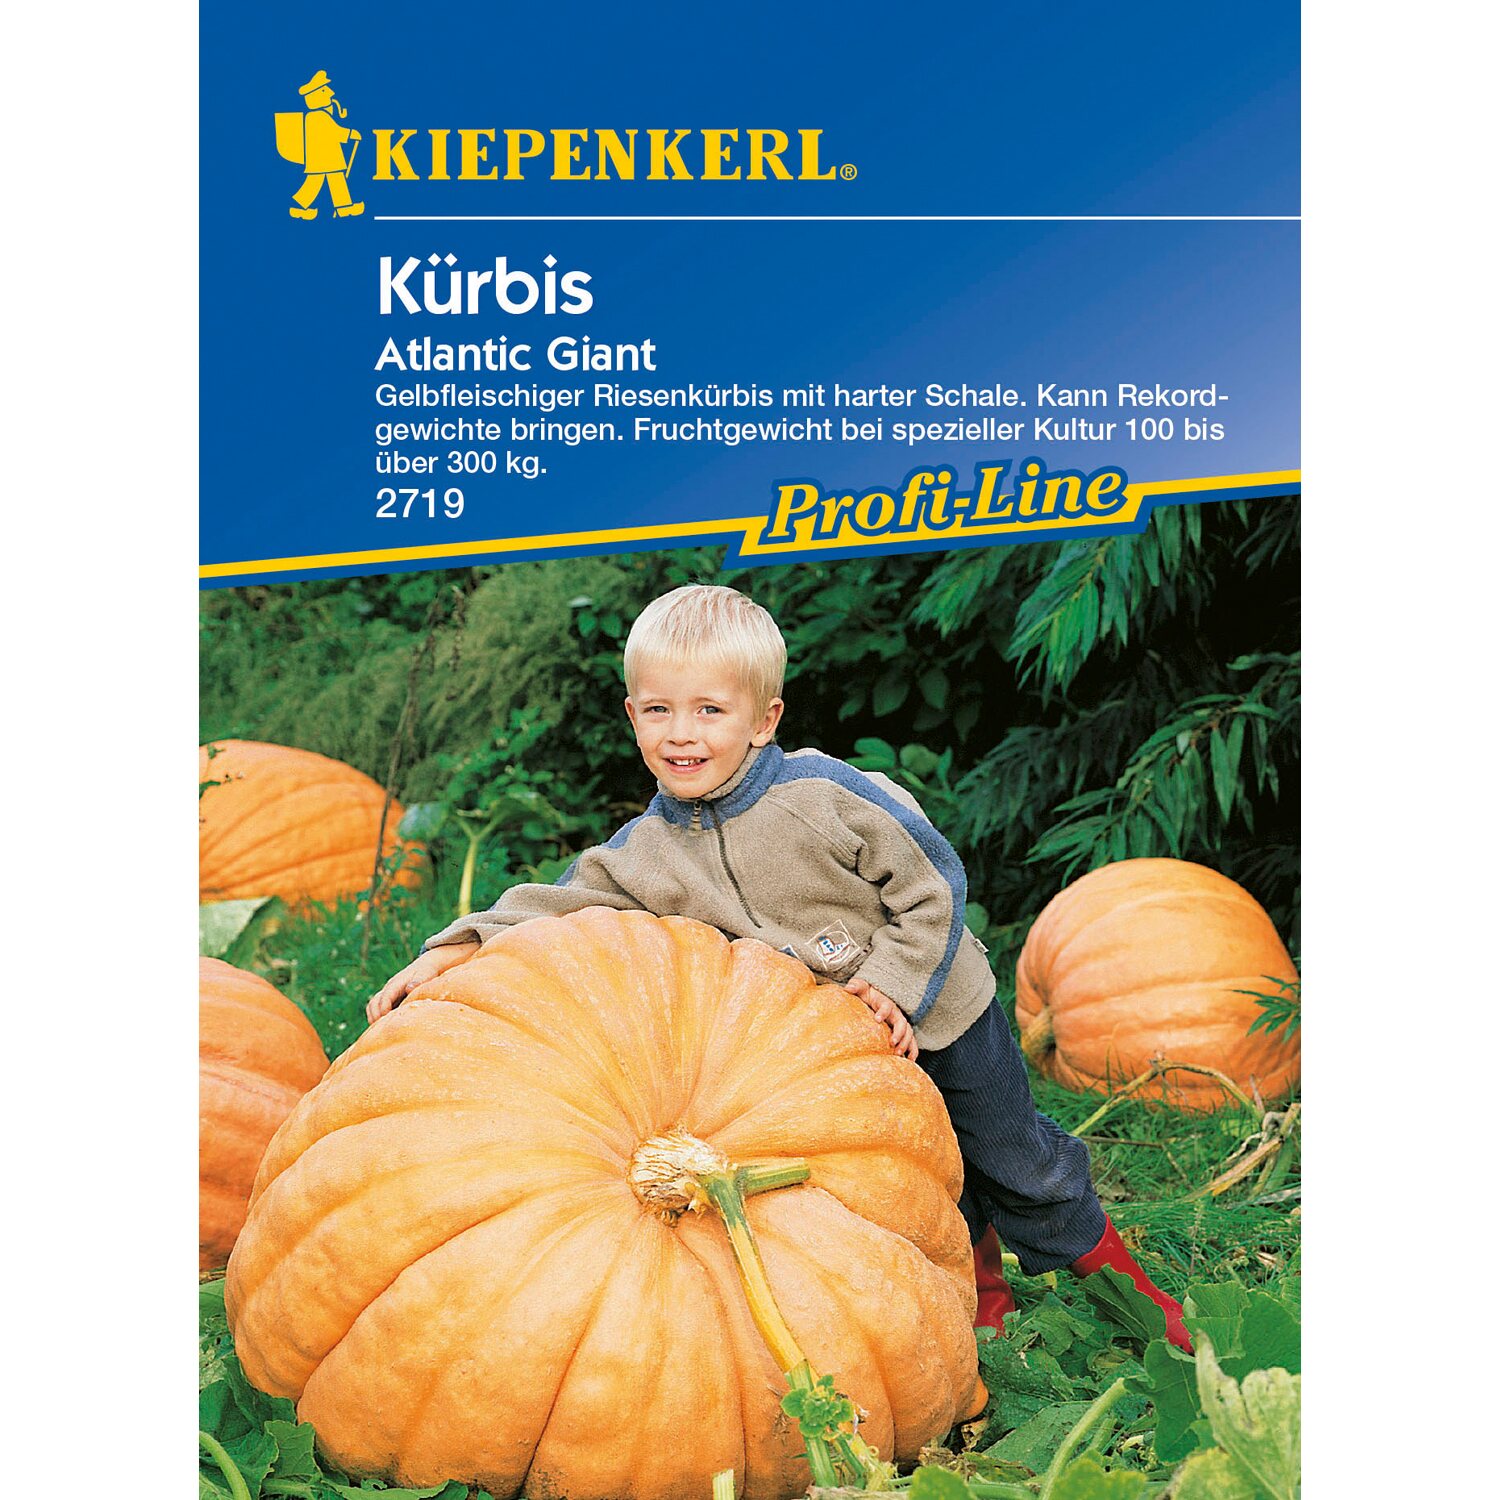 KIEPENKERL®
Kürbis
Atlantic Giant
Gelbfleischiger Riesenkürbis mit harter Schale. Kann Rekord-
gewichte bringen. Fruchtgewicht bei spezieller Kultur 100 bis
über 300 kg.
2719
Profi-Line